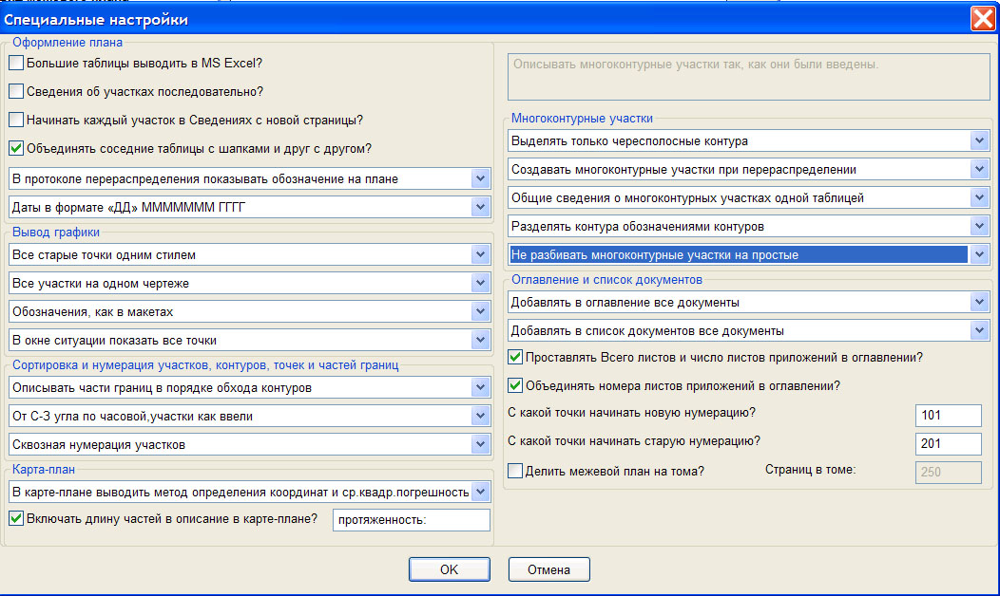 Специальные настройки
Оформление плана
Большие таблицы выводить в MS Excel?
Сведения об участках последовательно?
Начинать каждый участок в Сведениях с новой страницы?
Объединять соседние таблицы с шапками и друг с другом?
В протоколе перераспределения показывать обозначение на плане
Даты в формате «ДД» МММММММ ГГГГ
Вывод графики
Все старые точки одним стилем
Все участки на одном чертеже
Обозначения, как в макетах
В окне ситуации показать все точки
Сортировка и нумерация участков, контуров, точек и частей границ
Описывать части границ в порядке обхода контуров
От С-З угла по часовой,участки как ввели
Сквозная нумерация участков
Карта-план
В карте-плане выводить метод определения координат и ср.квадр.погрешность
Включать длину частей в описание в карте-плане?
протяженность:
Описывать многоконтурные участки так, как они были введены.
Многоконтурные участки
Выделять только чересполосные контура
Создавать многоконтурные участки при перераспределении
Общие сведения о многоконтурных участках одной таблицей
Разделять контура обозначениями контуров
Не разбивать многоконтурные участки на простые
Оглавление и список документов
Добавлять в оглавление все документы
Добавлять в список документов все документы
Проставлять Всего листов и число листов приложений в оглавлении?
Объединять номера листов приложений в оглавлении?
С какой точки начинать новую нумерацию?
101
С какой точки начинать старую нумерацию?
201
Делить межевой план на тома?
Страниц в томе:
250
OK
Отмена